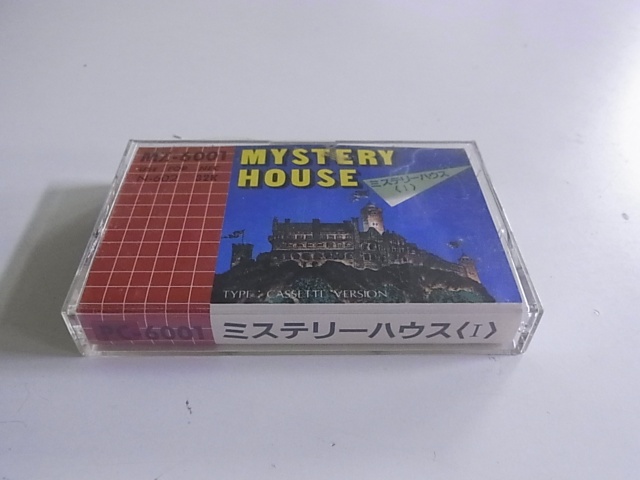 MZ-6001
MYSTERY
HOUSE
ミステリーハウス
〈I〉
TYPE : CASSETTE VERSION
PC-6001
ミステリーハウス〈I〉